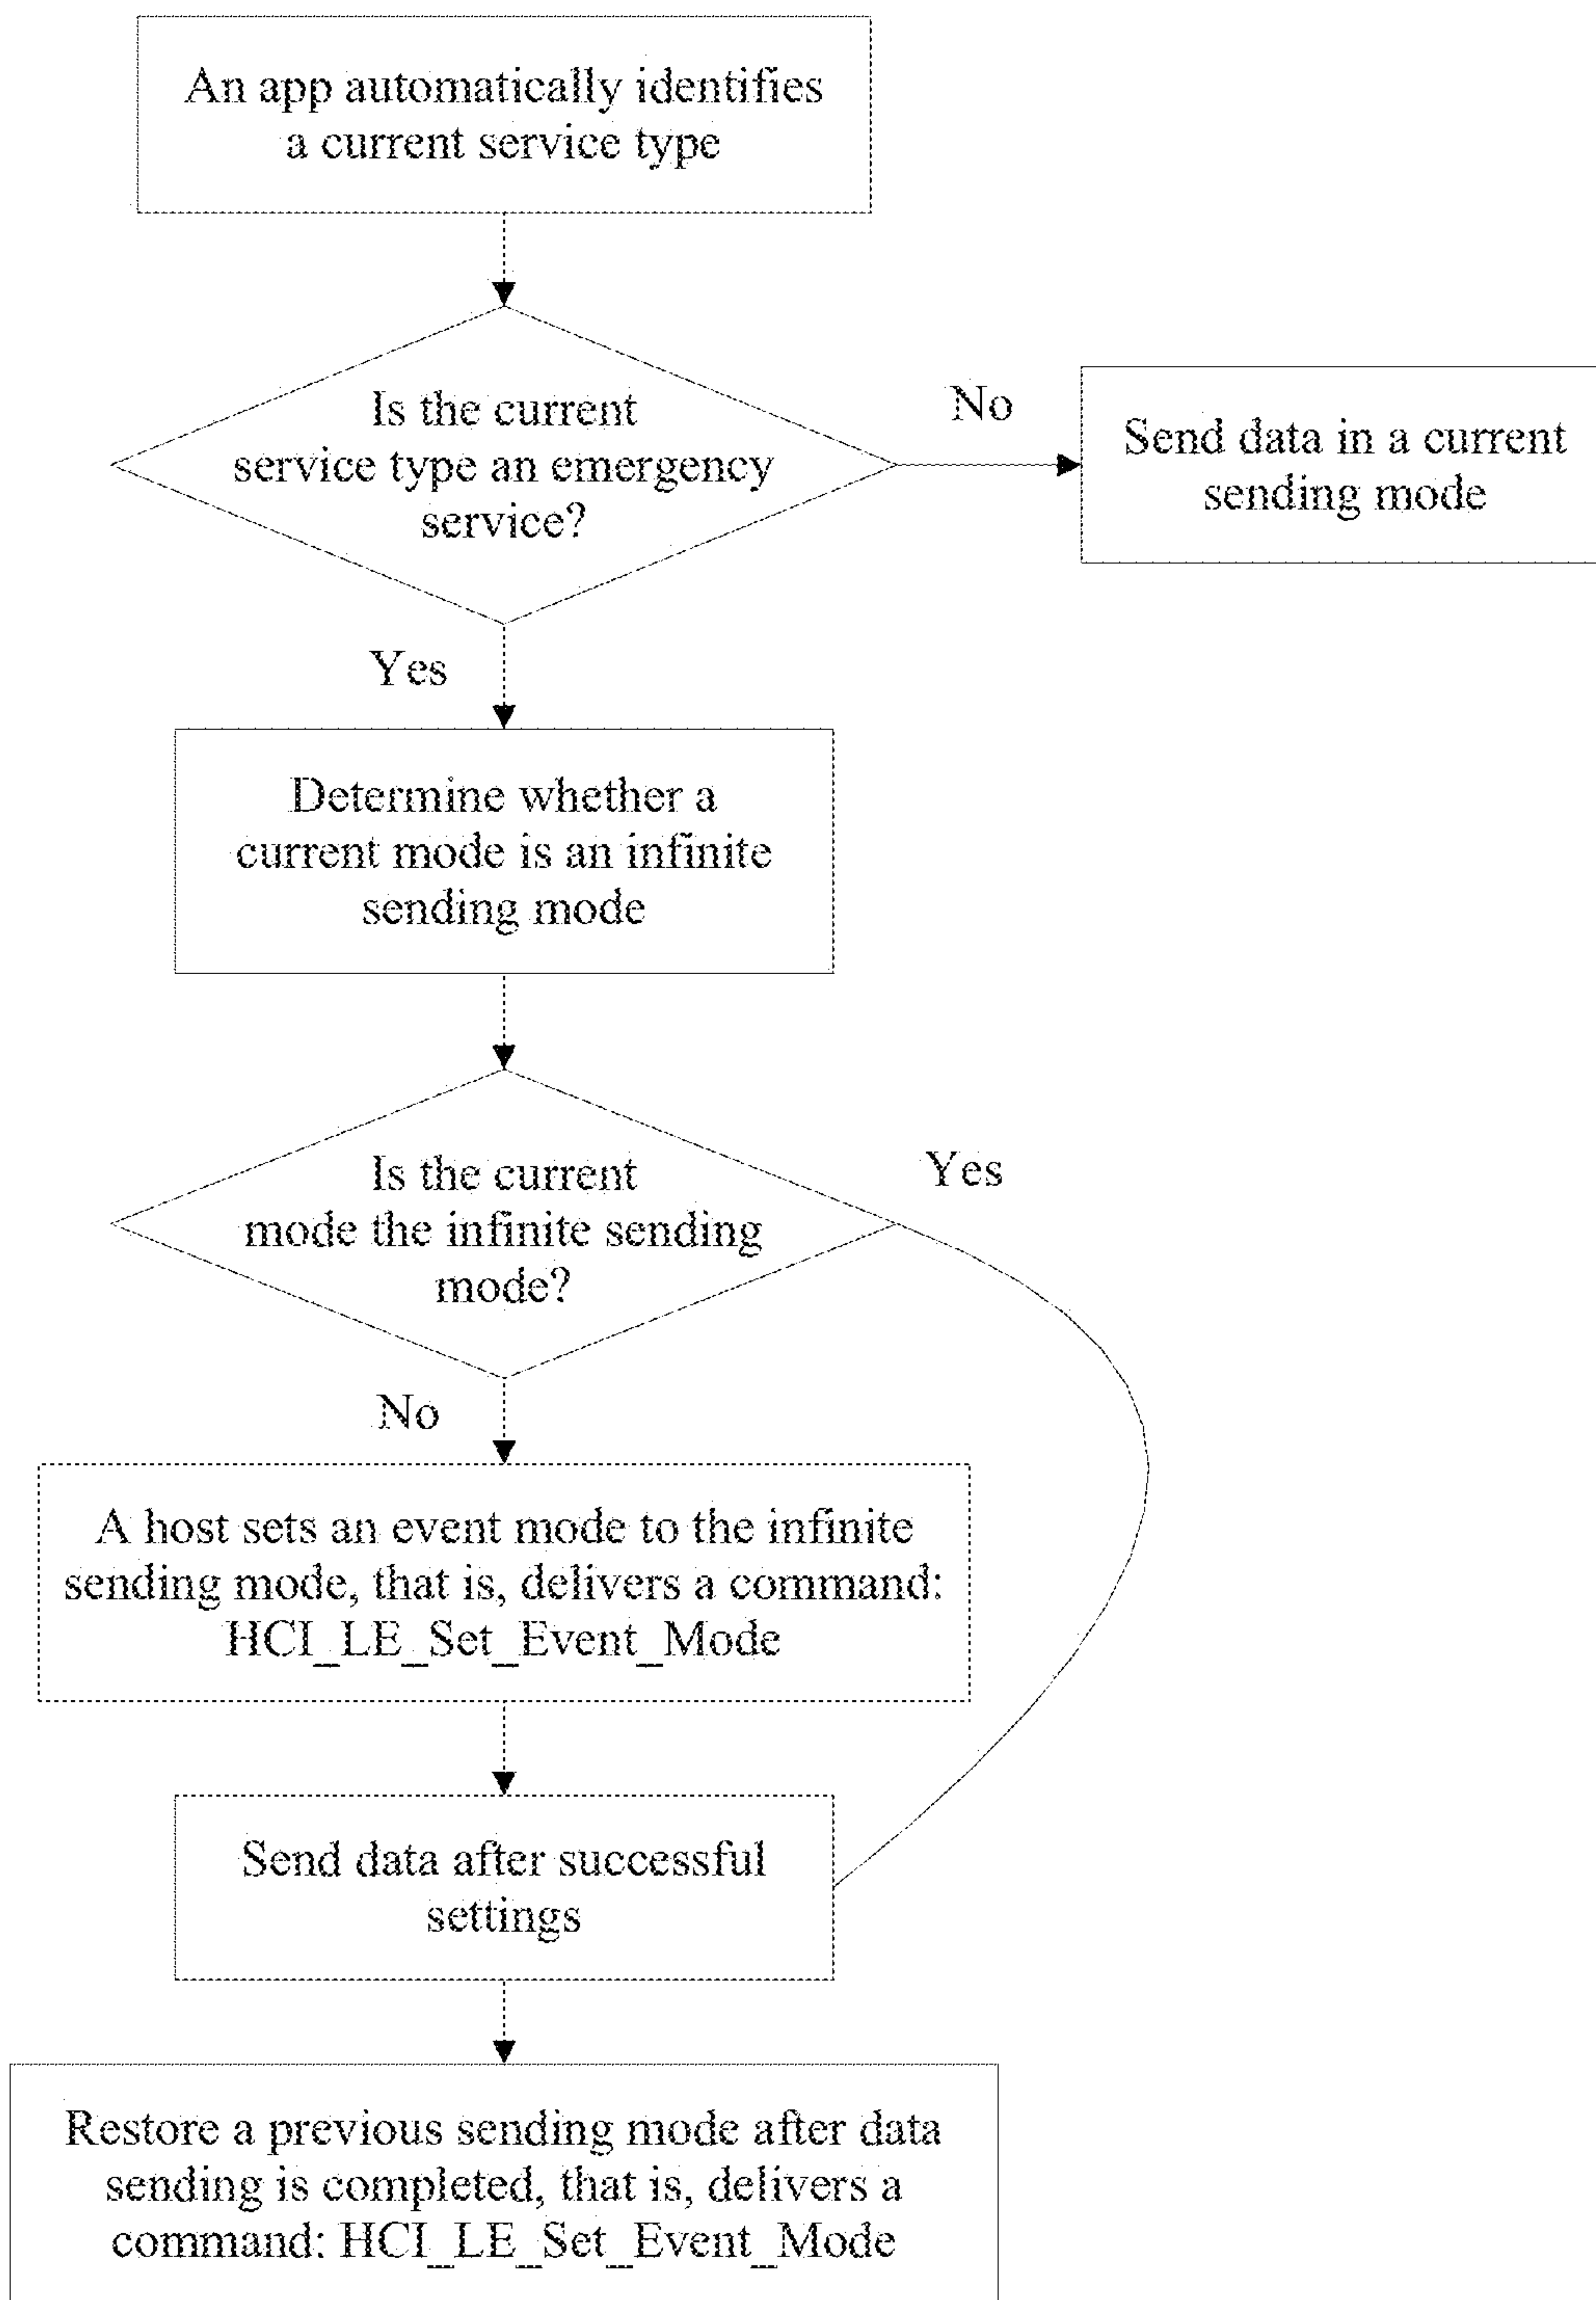 An app automatically identifies
a current service type
Is the current
service type an emergency
service?
No
Send data in a current
sending mode
Yes
Determine whether a
current mode is an infinite
sending mode
Is the current
mode the infinite sending
mode?
Yes
No
A host sets an event mode to the infinite
sending mode, that is, delivers a command:
HCI_LE_Set_Event_Mode
Send data after successful
settings
Restore a previous sending mode after data
sending is completed, that is, delivers a
command: HCI_LE_Set_Event_Mode